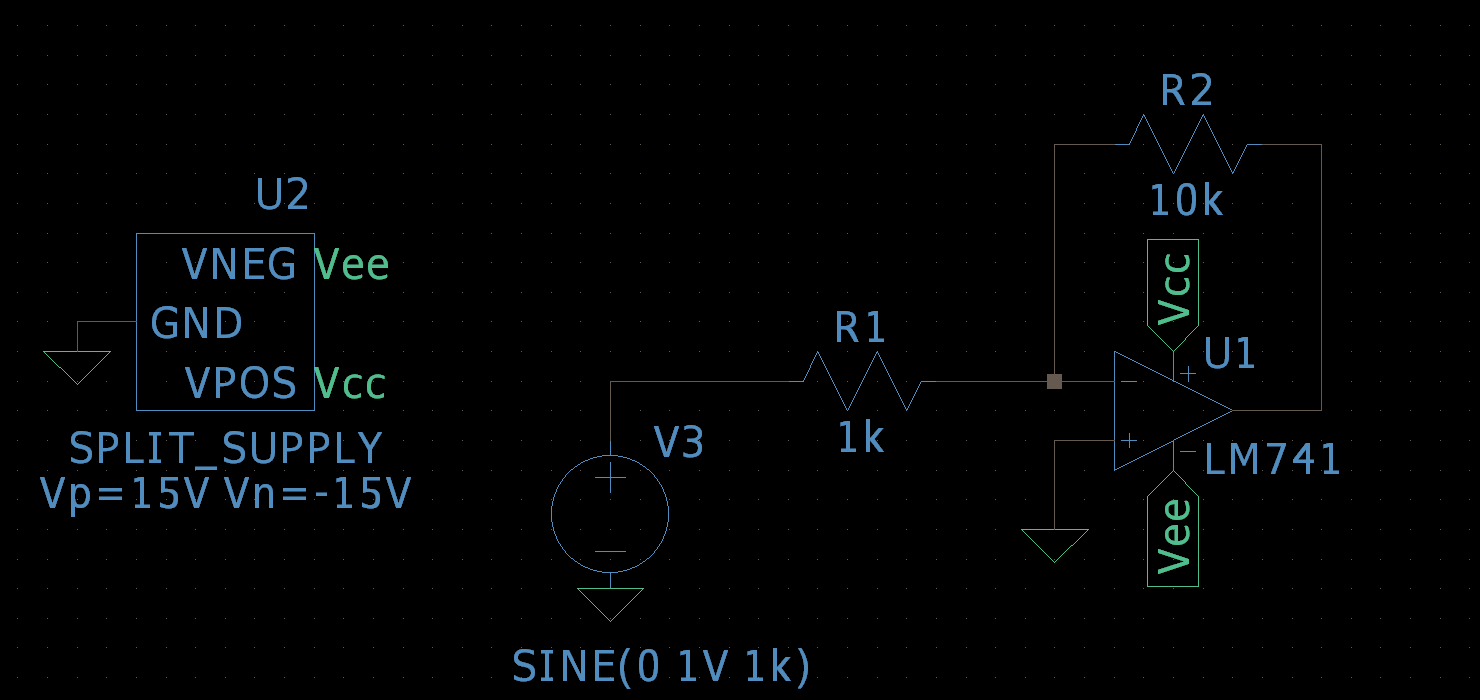 R2
10k
U2
VNEG Vee
GND
VPOS Vcc
SPLIT_SUPPLY
Vp=15V Vn=-15V
R1
1k
V3
SINE(0 1V 1k)
Vcc
U1
+
−
−
+
LM741
Vee
+
−